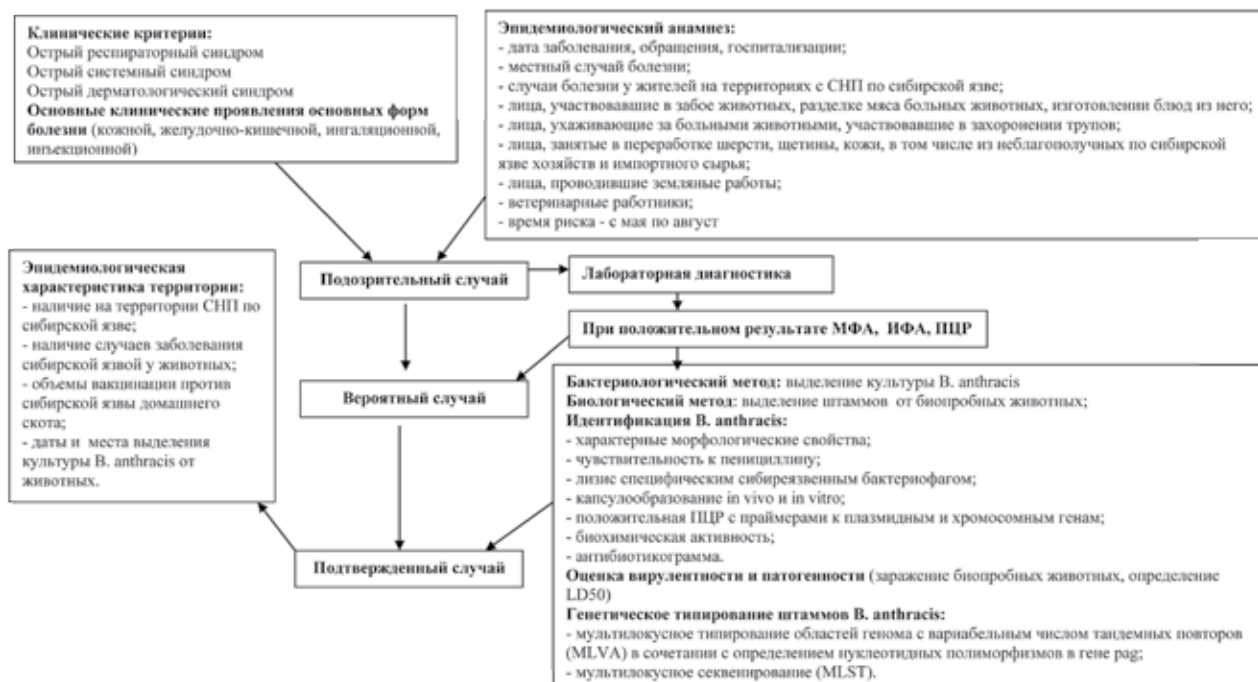 Клинические критерии:
Острый респираторный синдром
Острый системный синдром
Острый дерматологический синдром
Основные клинические проявления основных форм
болезни (кожной, желудочно-кишечной, ингаляционной,
инъекционной)
Эпидемиологический анамнез:
- дата заболевания, обращения, госпитализации;
- местный случай болезни;
- случаи болезни у жителей на территориях с СНП по сибирской язве;
- лица, участвовавшие в забое животных, разделке мяса больных животных, изготовлении блюд из него;
- лица, ухаживающие за больными животными, участвовавшие в захоронении трупов;
- лица, занятые в переработке шерсти, щетины, кожи, в том числе из неблагополучных по сибирской
язве хозяйств и импортного сырья;
- лица, проводившие земляные работы;
- ветеринарные работники;
- время риска - с мая по август
Эпидемиологическая
характеристика территории:
- наличие на территории СНП по
сибирской язве;
- наличие случаев заболевания
сибирской язвой у животных;
- объемы вакцинации против
сибирской язвы домашнего
скота;
- даты и места выделения
культуры B. anthracis от
животных.
Подозрительный случай
Лабораторная диагностика
При положительном результате МФА, ИФА, ПЦР
Вероятный случай
Бактериологический метод: выделение культуры B. anthracis
Биологический метод: выделение штаммов от биопробных животных;
Идентификация B. anthracis:
- характерные морфологические свойства;
- чувствительность к пенициллину;
- лизис специфическим сибиреязвенным бактериофагом;
- капсулообразование in vivo и in vitro;
- положительная ПЦР с праймерами к плазмидным и хромосомным генам;
- биохимическая активность;
- антибиотикограмма.
Оценка вирулентности и патогенности (заражение биопробных животных, определение
LD50)
Генетическое типирование штаммов B. anthracis:
- мультилокусное типирование областей генома с вариабельным числом тандемных повторов
(MLVA) в сочетании с определением нуклеотидных полиморфизмов в гене pag;
- мультилокусное секвенирование (MLST).
Подтвержденный случай